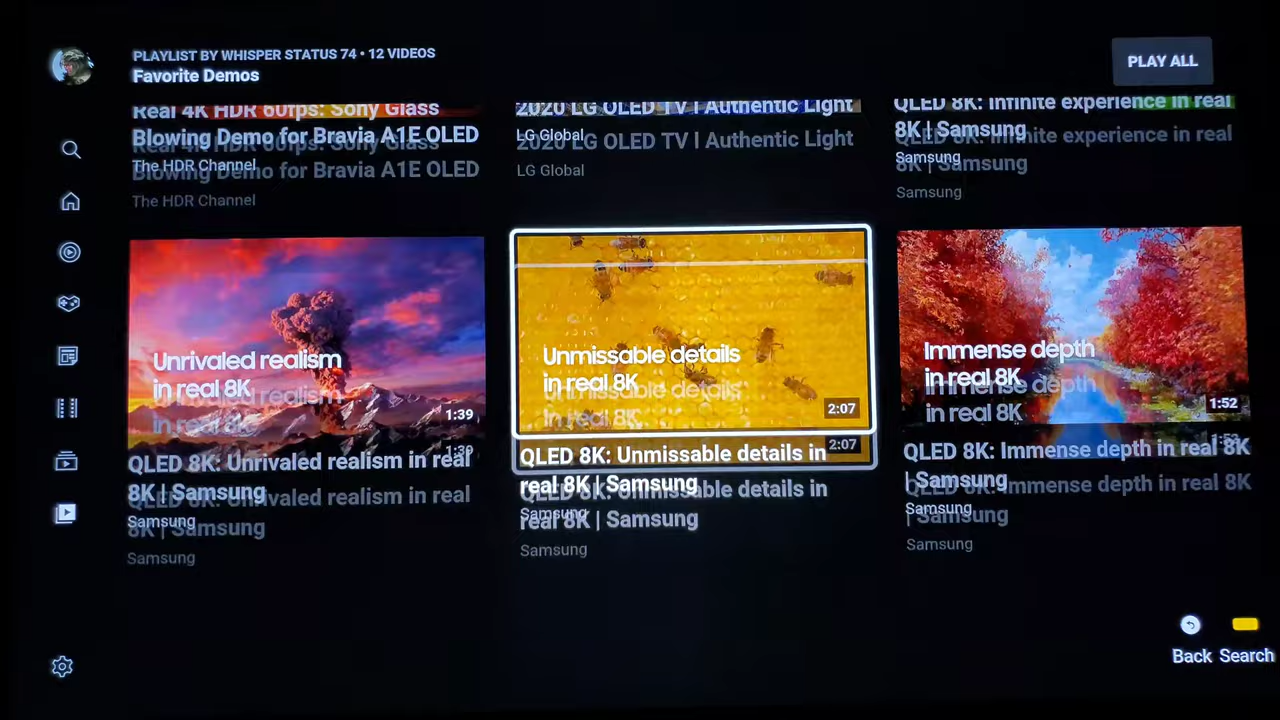 PLAYLIST BY WHISPER STATUS 74 • 12 VIDEOS
Favorite Demos
PLAY ALL
Real 4K HDR 60fps: Sony Glass
Blowing Demo for Bravia A1E OLED
The HDR Channel
2020 LG OLED TV l Authentic Light
LG Global
QLED 8K: Infinite experience in real
8K | Samsung
Samsung
Unrivaled realism
in real 8K
1:39
QLED 8K: Unrivaled realism in real
8K | Samsung
Samsung
Unmissable details
in real 8K
2:07
QLED 8K: Unmissable details in
real 8K | Samsung
Samsung
Immense depth
in real 8K
1:52
QLED 8K: Immense depth in real 8K
| Samsung
Samsung
Back Search